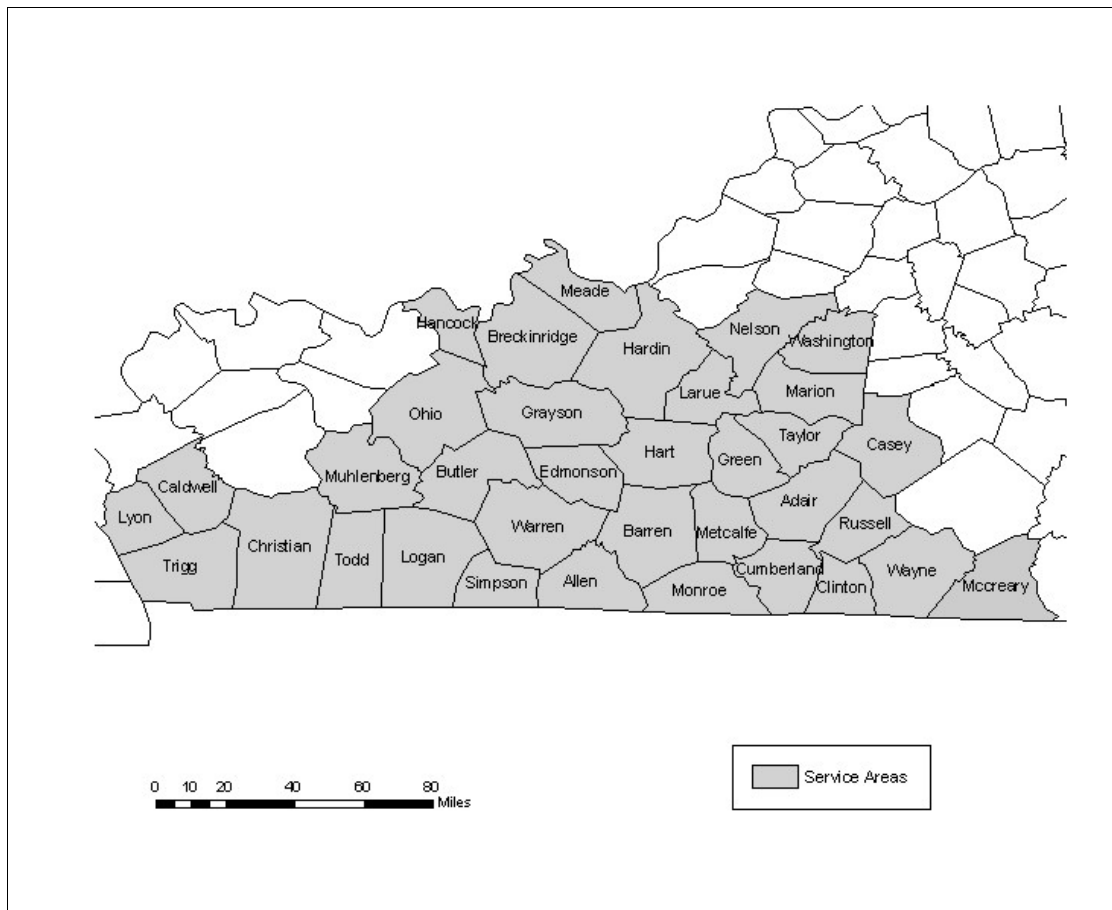 Meade
Hancock
Breckinridge
Nelson
Washington
Hardin
Larue
Marion
Ohio
Grayson
Taylor
Casey
Hart
Green
Muhlenberg
Butler
Edmonson
Caldwell
Adair
Lyon
Russell
Warren
Barren
Metcalfe
Christian
Todd
Logan
Trigg
Cumberland
Wayne
Simpson
Allen
Monroe
Clinton
Mccreary
Service Areas
0 10 20 40 60 80
Miles